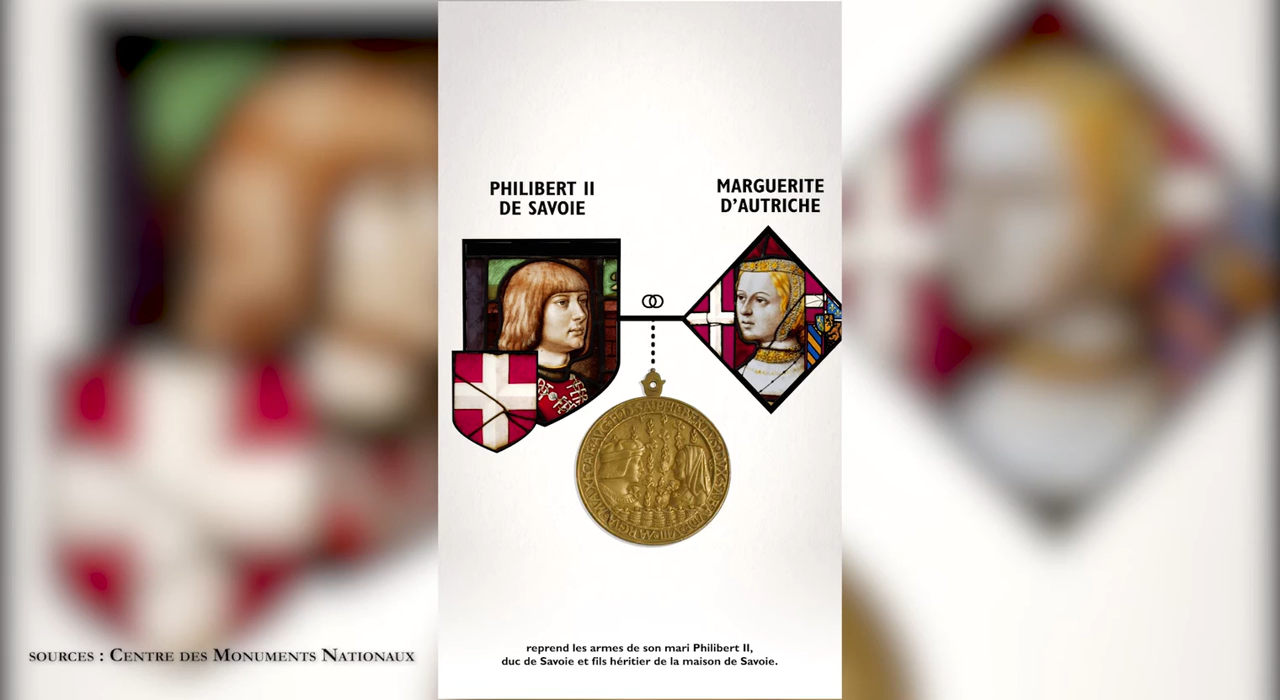 PHILIBERT II
DE SAVOIE
MARGUERITE
D’AUTRICHE
reprend les armes de son mari Philibert II,
duc de Savoie et fils héritier de la maison de Savoie.
SOURCES : CENTRE DES MONUMENTS NATIONAUX